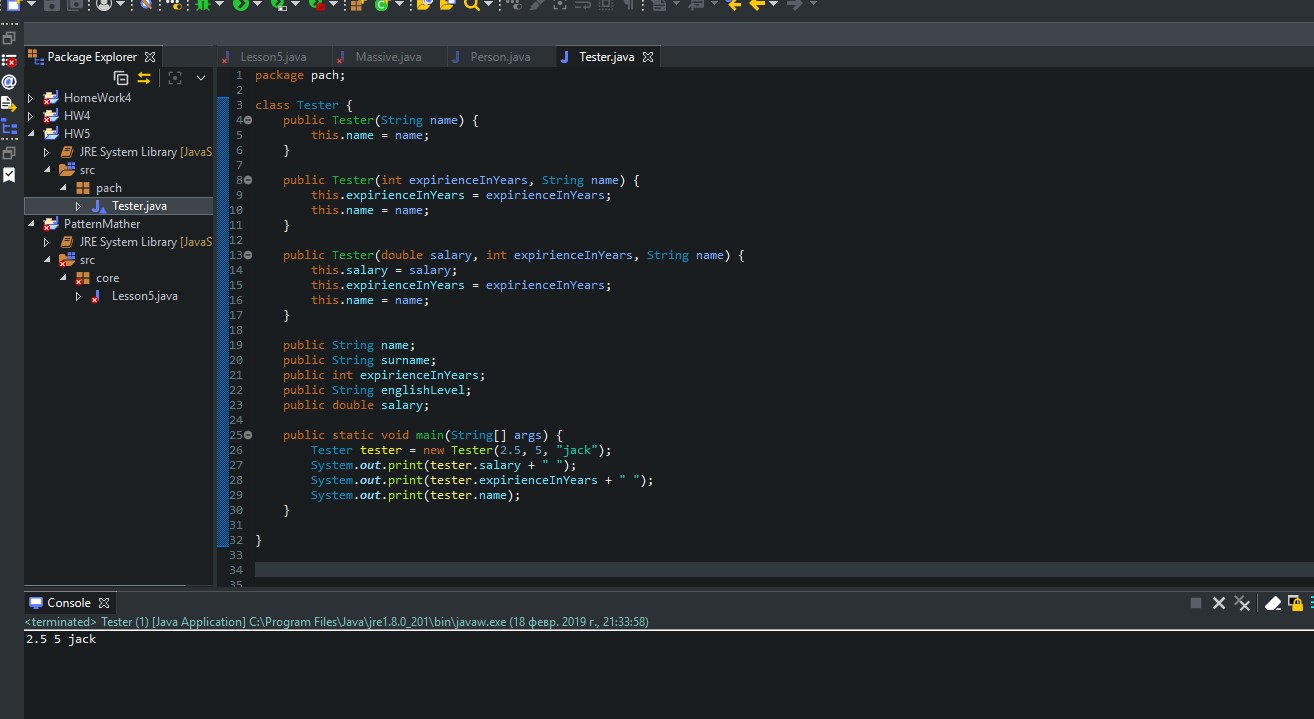 Package Explorer
HomeWork4
HW4
HW5
JRE System Library [JavaS
src
pach
Tester.java
PatternMather
JRE System Library [JavaS
src
core
Lesson5.java
Lesson5.java Massive.java Person.java Tester.java
1 package pach;
2
3 class Tester {
4 public Tester(String name) {
5 this.name = name;
6 }
7
8 public Tester(int expirienceInYears, String name) {
9 this.expirienceInYears = expirienceInYears;
10 this.name = name;
11 }
12
13 public Tester(double salary, int expirienceInYears, String name) {
14 this.salary = salary;
15 this.expirienceInYears = expirienceInYears;
16 this.name = name;
17 }
18
19 public String name;
20 public String surname;
21 public int expirienceInYears;
22 public String englishLevel;
23 public double salary;
24
25 public static void main(String[] args) {
26 Tester tester = new Tester(2.5, 5, "jack");
27 System.out.print(tester.salary + " ");
28 System.out.print(tester.expirienceInYears + " ");
29 System.out.print(tester.name);
30 }
31
32 }
33
34
35
Console
<terminated> Tester (1) [Java Application] C:\Program Files\Java\jre1.8.0_201\bin\javaw.exe (18 февр. 2019 г., 21:33:58)
2.5 5 jack